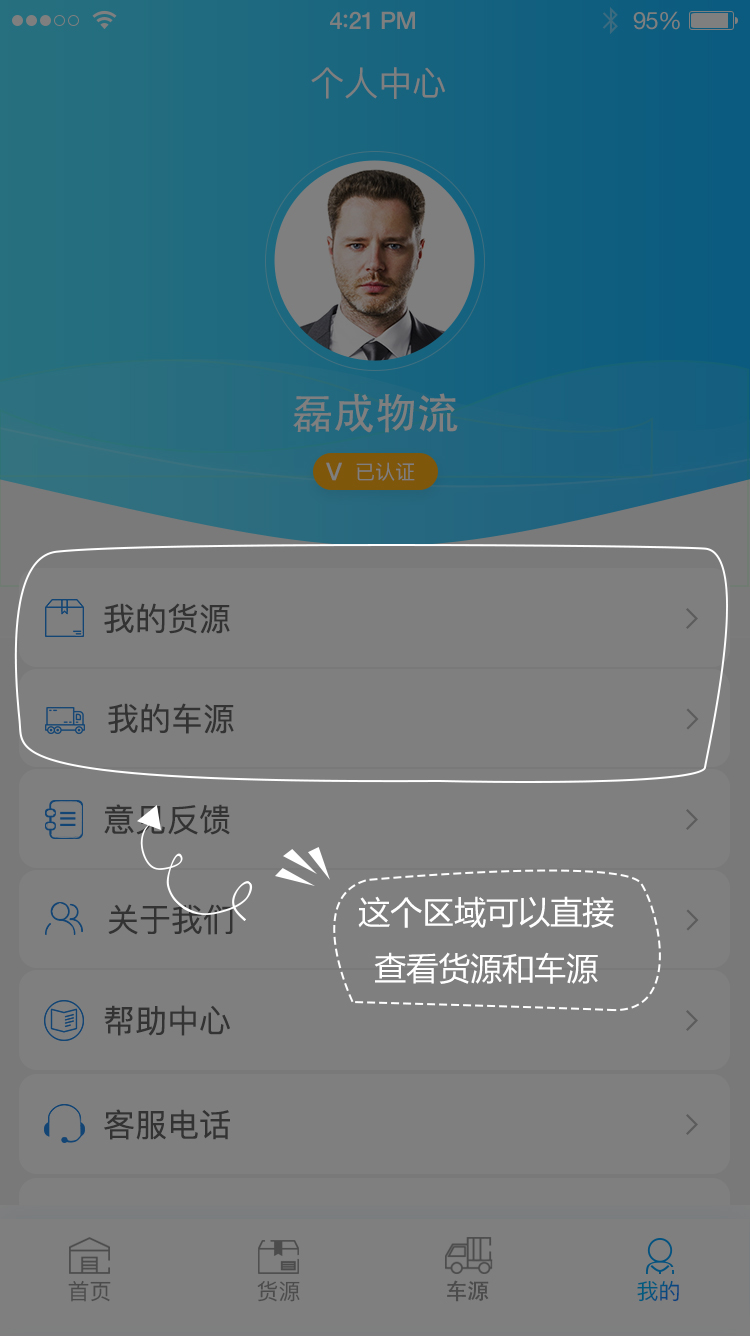 4:21 PM
95%
个人中心
磊成物流
V 已认证
我的货源
我的车源
意见反馈
关于我们
这个区域可以直接
查看货源和车源
帮助中心
客服电话
首页
货源
车源
我的